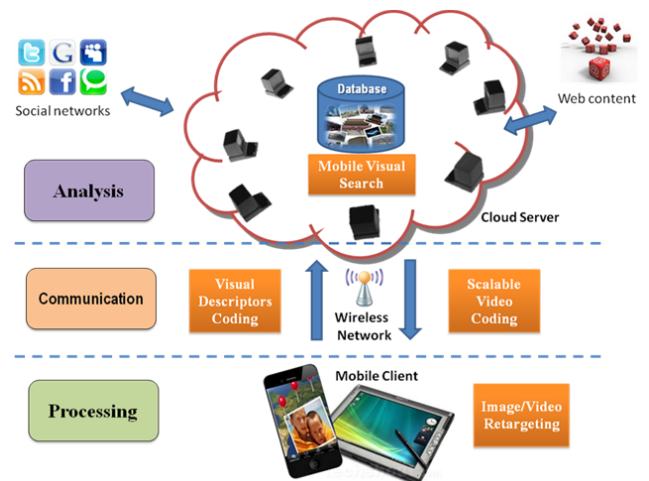 Social networks
Database
Mobile Visual
Search
Web content
Analysis
Cloud Server
Communication
Visual
Descriptors
Coding
Wireless
Network
Scalable
Video
Coding
Mobile Client
Processing
Image/Video
Retargeting